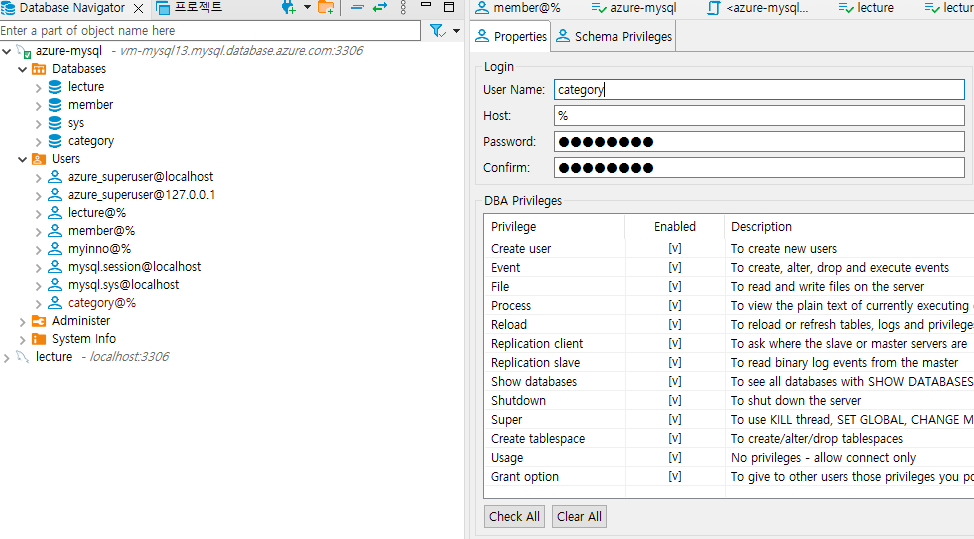 Database Navigator
프로젝트
Enter a part of object name here
azure-mysql - vm-mysql13.mysql.database.azure.com:3306
Databases
lecture
member
sys
category
Users
azure_superuser@localhost
azure_superuser@127.0.0.1
lecture@%
member@%
myinno@%
mysql.session@localhost
mysql.sys@localhost
category@%
Administer
System Info
lecture - localhost:3306
member@%
azure-mysql
<azure-mysql...
lecture
lectur
Properties
Schema Privileges
Login
User Name: category
Host: %
Password: ●●●●●●●●
Confirm: ●●●●●●●●
DBA Privileges
Privilege Enabled Description
Create user [v] To create new users
Event [v] To create, alter, drop and execute events
File [v] To read and write files on the server
Process [v] To view the plain text of currently executing
Reload [v] To reload or refresh tables, logs and privileges
Replication client [v] To ask where the slave or master servers are
Replication slave [v] To read binary log events from the master
Show databases [v] To see all databases with SHOW DATABASES
Shutdown [v] To shut down the server
Super [v] To use KILL thread, SET GLOBAL, CHANGE M
Create tablespace [v] To create/alter/drop tablespaces
Usage [v] No privileges - allow connect only
Grant option [v] To give to other users those privileges you po
Check All
Clear All